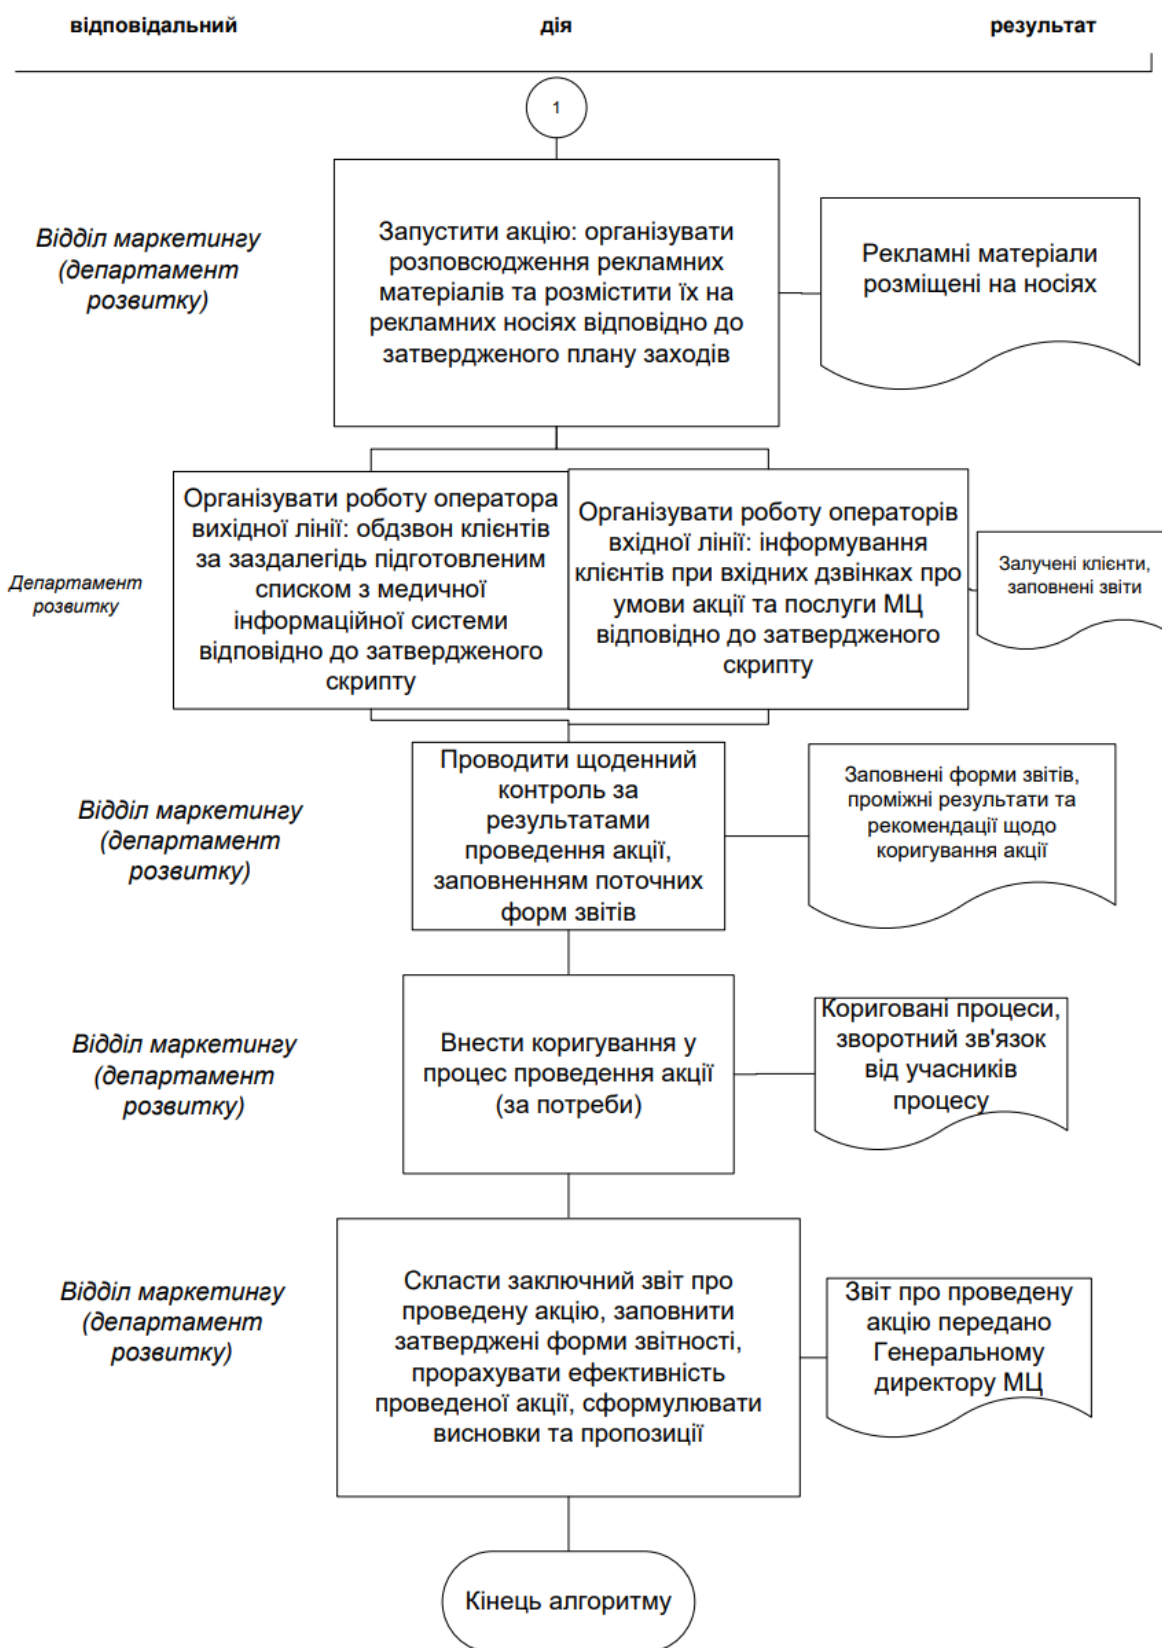 відповідальний
дія
результат
1
Відділ маркетингу
(департамент
розвитку)
Запустити акцію: організувати
розповсюдження рекламних
матеріалів та розмістити їх на
рекламних носіях відповідно до
затвердженого плану заходів
Рекламні матеріали
розміщені на носіях
Департамент
розвитку
Організувати роботу оператора
вихідної лінії: обдзвон клієнтів
за заздалегідь підготовленим
списком з медичної
інформаційної системи
відповідно до затвердженого
скрипту
Організувати роботу операторів
вхідної лінії: інформування
клієнтів при вхідних дзвінках про
умови акції та послуги МЦ
відповідно до затвердженого
скрипту
Залучені клієнти,
заповнені звіти
Відділ маркетингу
(департамент
розвитку)
Проводити щоденний
контроль за
результатами
проведення акції,
заповненням поточних
форм звітів
Заповнені форми звітів,
проміжні результати та
рекомендації щодо
коригування акції
Відділ маркетингу
(департамент
розвитку)
Внести коригування у
процес проведення акції
(за потреби)
Кориговані процеси,
зворотний зв'язок
від учасників
процесу
Відділ маркетингу
(департамент
розвитку)
Скласти заключний звіт про
проведену акцію, заповнити
затверджені форми звітності,
прорахувати ефективність
проведеної акції, сформулювати
висновки та пропозиції
Звіт про проведену
акцію передано
Генеральному
директору МЦ
Кінець алгоритму